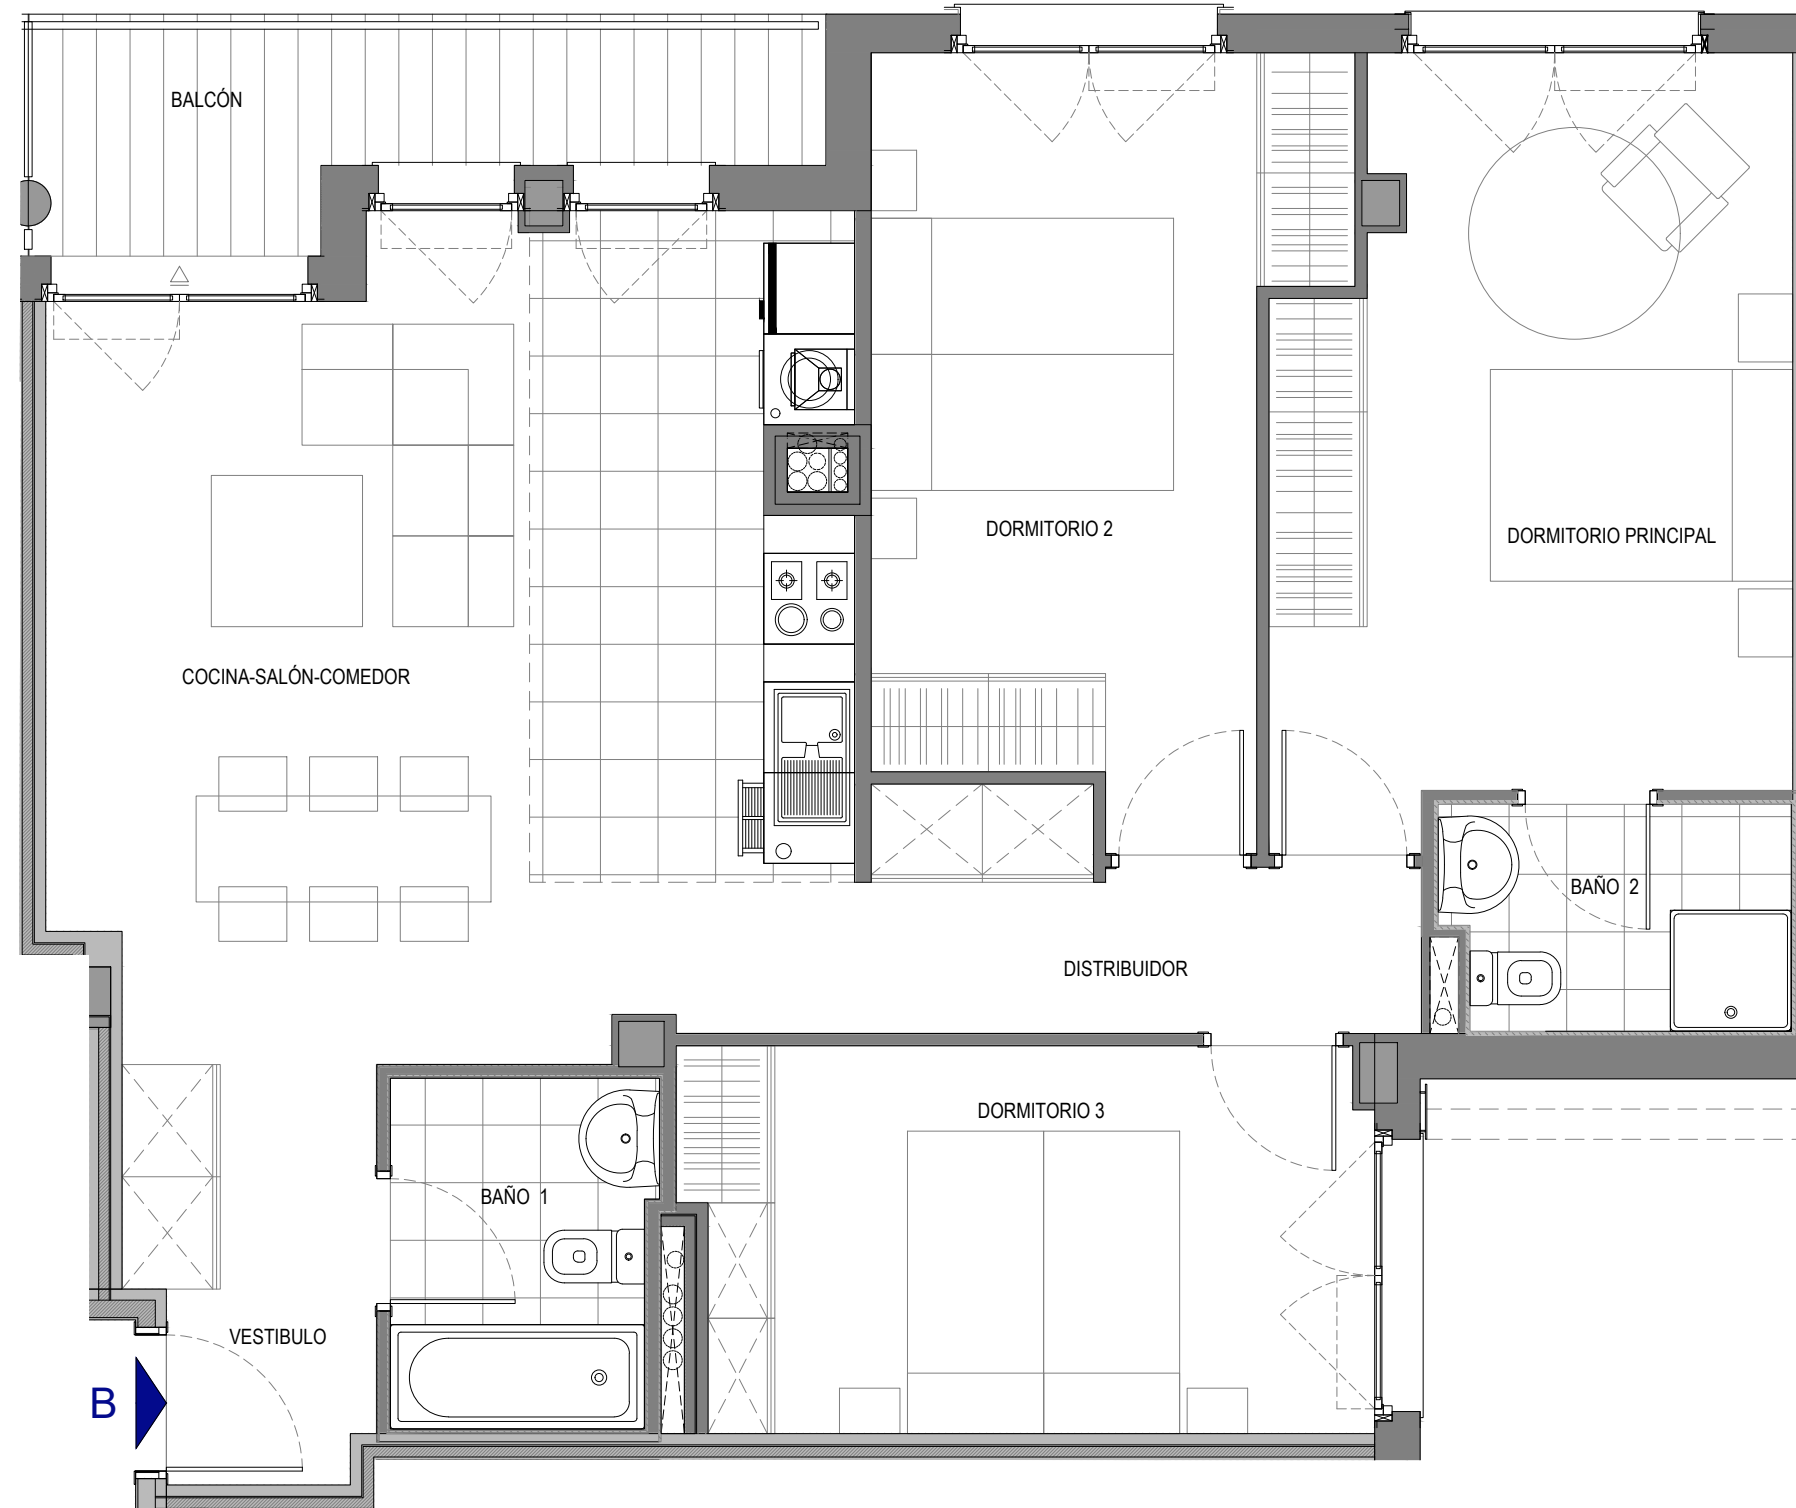 BALCÓN
DORMITORIO 2
DORMITORIO PRINCIPAL
COCINA-SALÓN-COMEDOR
BAÑO 2
DISTRIBUIDOR
DORMITORIO 3
BAÑO 1
VESTIBULO
B